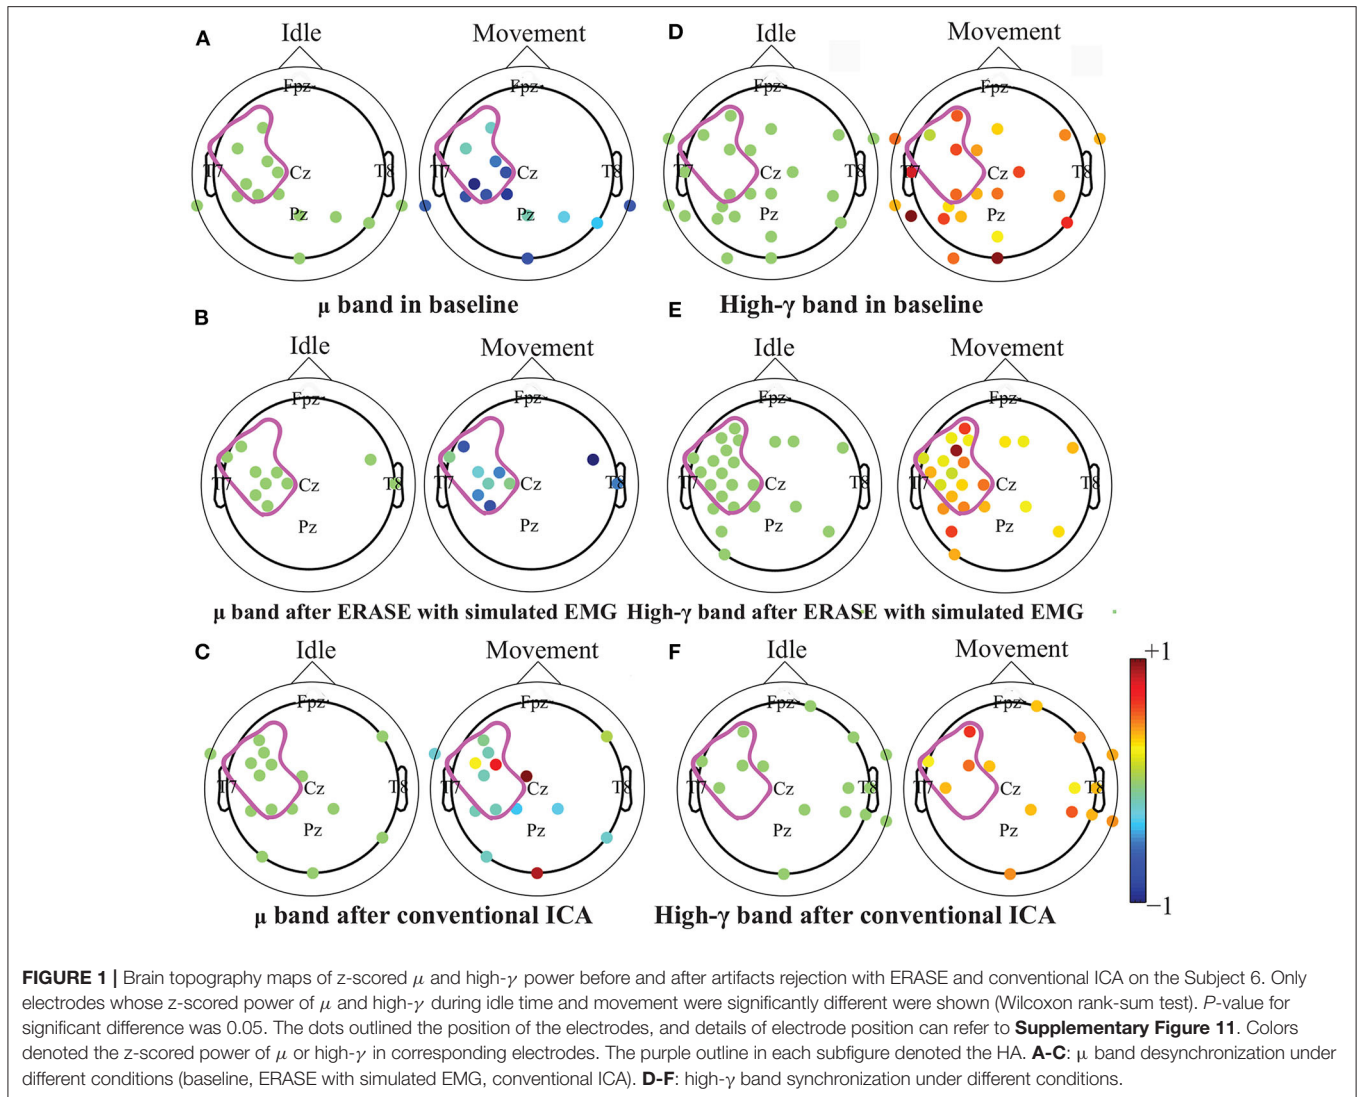 A
Idle
Movement
Fpz
Fpz
T7
Cz
T8
Pz
T7
Cz
T8
Pz
μ band in baseline
D
Idle
Movement
Fpz
Fpz
T7
Cz
T8
Pz
T7
Cz
T8
Pz
High-γ band in baseline
B
Idle
Movement
Fpz
Fpz
T7
Cz
T8
Pz
T7
Cz
T8
Pz
μ band after ERASE with simulated EMG
E
Idle
Movement
Fpz
Fpz
T7
Cz
T8
Pz
T7
Cz
T8
Pz
High-γ band after ERASE with simulated EMG
C
Idle
Movement
Fpz
Fpz
T7
Cz
T8
Pz
T7
Cz
T8
Pz
μ band after conventional ICA
F
Idle
Movement
Fpz
Fpz
T7
Cz
T8
Pz
T7
Cz
T8
Pz
High-γ band after conventional ICA
+1
−1
FIGURE 1 | Brain topography maps of z-scored μ and high-γ power before and after artifacts rejection with ERASE and conventional ICA on the Subject 6. Only
electrodes whose z-scored power of μ and high-γ during idle time and movement were significantly different were shown (Wilcoxon rank-sum test). P-value for
significant difference was 0.05. The dots outlined the position of the electrodes, and details of electrode position can refer to Supplementary Figure 11. Colors
denoted the z-scored power of μ or high-γ in corresponding electrodes. The purple outline in each subfigure denoted the HA. A-C: μ band desynchronization under
different conditions (baseline, ERASE with simulated EMG, conventional ICA). D-F: high-γ band synchronization under different conditions.